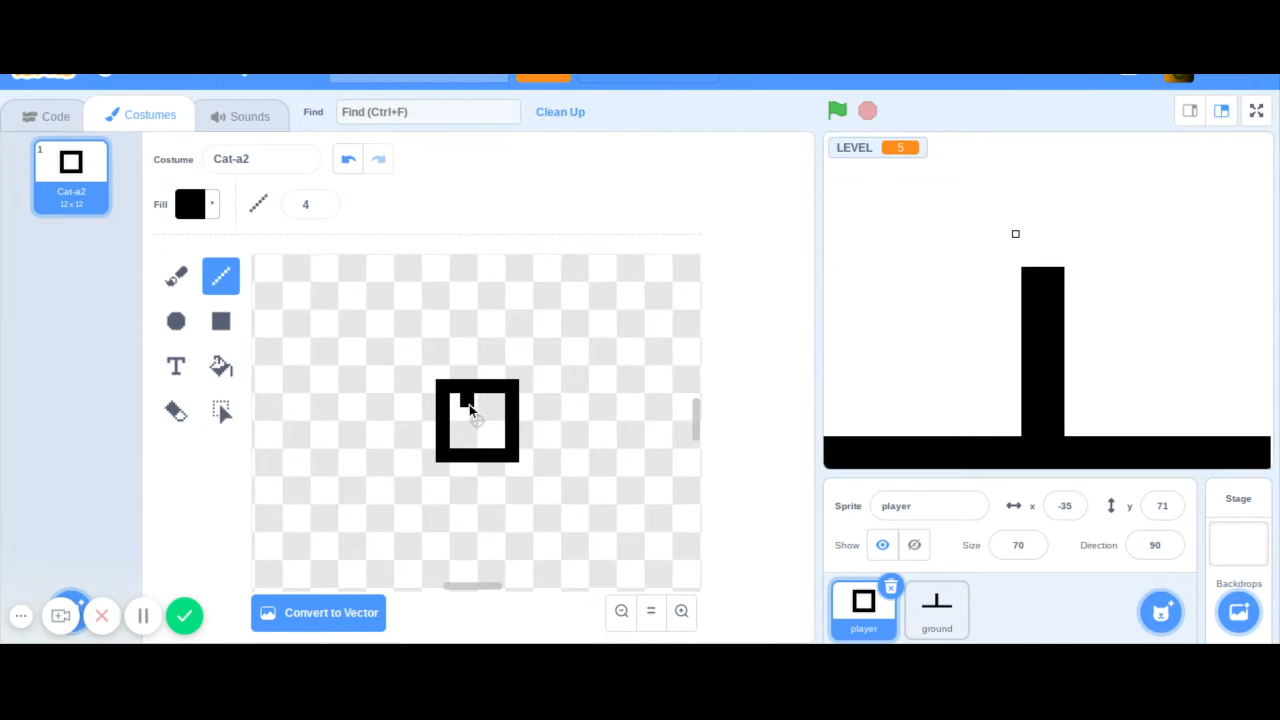 Code
Costumes
Sounds
Find
Find (Ctrl+F)
Clean Up
LEVEL 5
1
Cat-a2
12 x 12
Costume
Cat-a2
Fill
4
T
Convert to Vector
=
Sprite
player
x
-35
y
71
Show
Size
70
Direction
90
player
ground
Stage
Backdrops